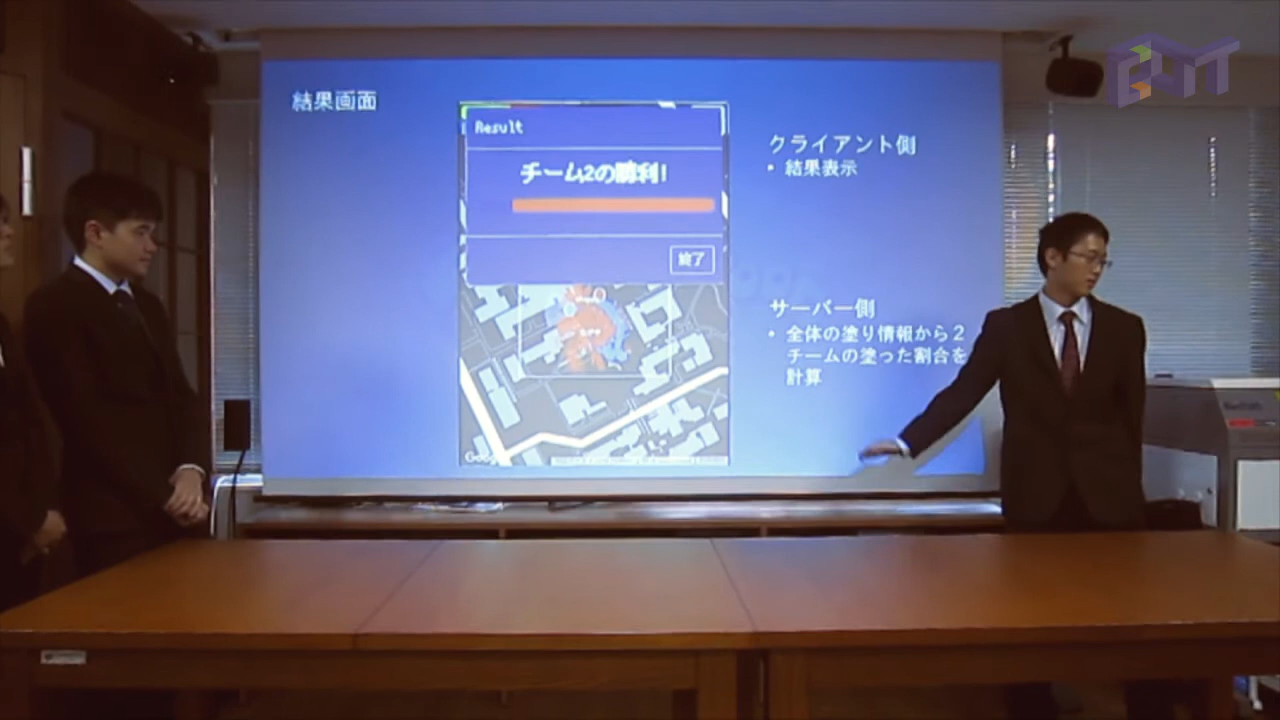 結果画面
Result
チーム2の勝利!
終了
クライアント側
・ 結果表示
サーバー側
・ 全体の塗り情報から２
チームの塗った割合を
計算